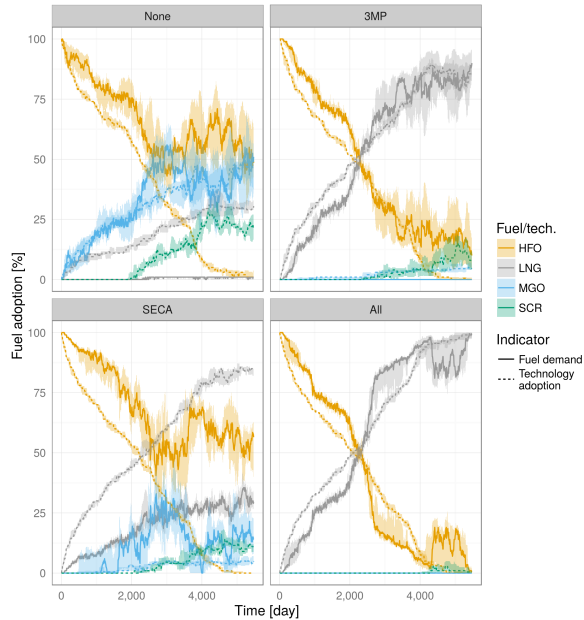 None
3MP
100
75
50
25
0
SECA
All
100
75
50
25
0
0
2,000
4,000
0
2,000
4,000
Time [day]
Fuel adoption [%]
Fuel/tech.
HFO
LNG
MGO
SCR
Indicator
Fuel demand
Technology
adoption